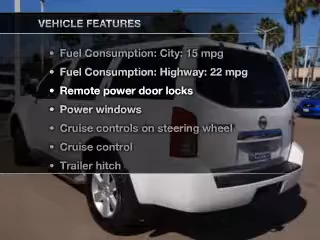 VEHICLE FEATURES
• Fuel Consumption: City: 15 mpg
• Fuel Consumption: Highway: 22 mpg
• Remote power door locks
• Power windows
• Cruise controls on steering wheel
• Cruise control
• Trailer hitch